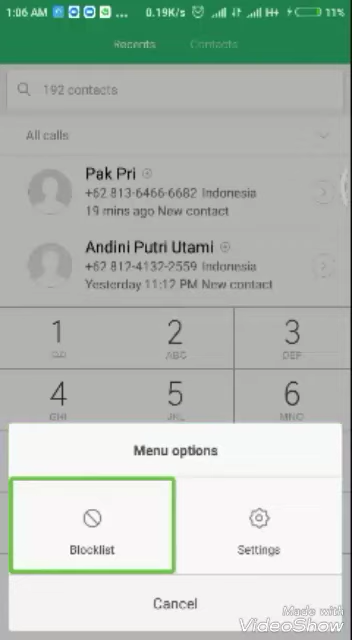 1:06 AM ... 0.19K/s H+ 11%
Recents Contacts
192 contacts
All calls
Pak Pri
+62 813-6466-6682 Indonesia
19 mins ago New contact
Andini Putri Utami
+62 812-4132-2559 Indonesia
Yesterday 11:12 PM New contact
1 2 3
ABC DEF
4 5 6
GHI JKL MNO
Menu options
Blocklist Settings
Cancel
Made with
VideoShow